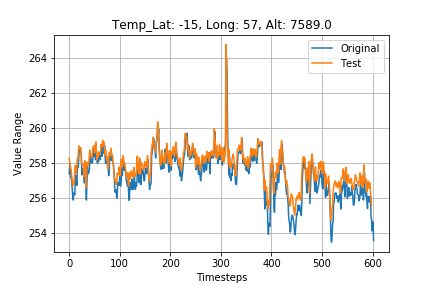 Temp_Lat: -15, Long: 57, Alt: 7589.0
Original
Test
Value Range
264
262
260
258
256
254
0 100 200 300 400 500 600
Timesteps